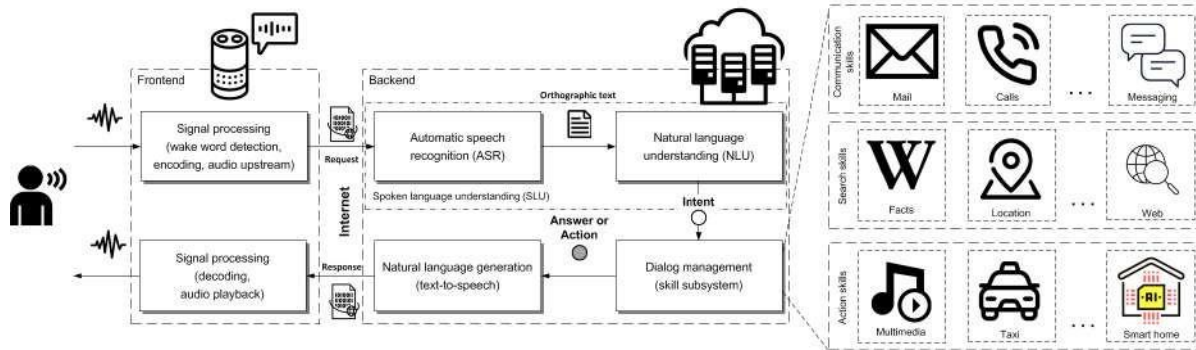 Frontend
Backend
Signal processing
(wake word detection,
encoding, audio upstream)
Request
Automatic speech
recognition (ASR)
Orthographic text
Natural language
understanding (NLU)
Spoken language understanding (SLU)
Intent
Internet
Answer or
Action
Signal processing
(decoding,
audio playback)
Response
Natural language generation
(text-to-speech)
Dialog management
(skill subsystem)
Communication
skills
Mail
Calls
...
Messaging
Search skills
W
Facts
Location
...
Web
Action skills
Multimedia
Taxi
...
AI
Smart home